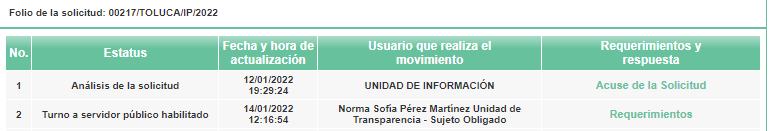 Folio de la solicitud: 00217/TOLUCA/IP/2022
No. Estatus Fecha y hora de actualización Usuario que realiza el movimiento Requerimientos y respuesta
1 Análisis de la solicitud 12/01/2022 19:29:24 UNIDAD DE INFORMACIÓN Acuse de la Solicitud
2 Turno a servidor público habilitado 14/01/2022 12:16:54 Norma Sofía Pérez Martínez Unidad de Transparencia - Sujeto Obligado Requerimientos